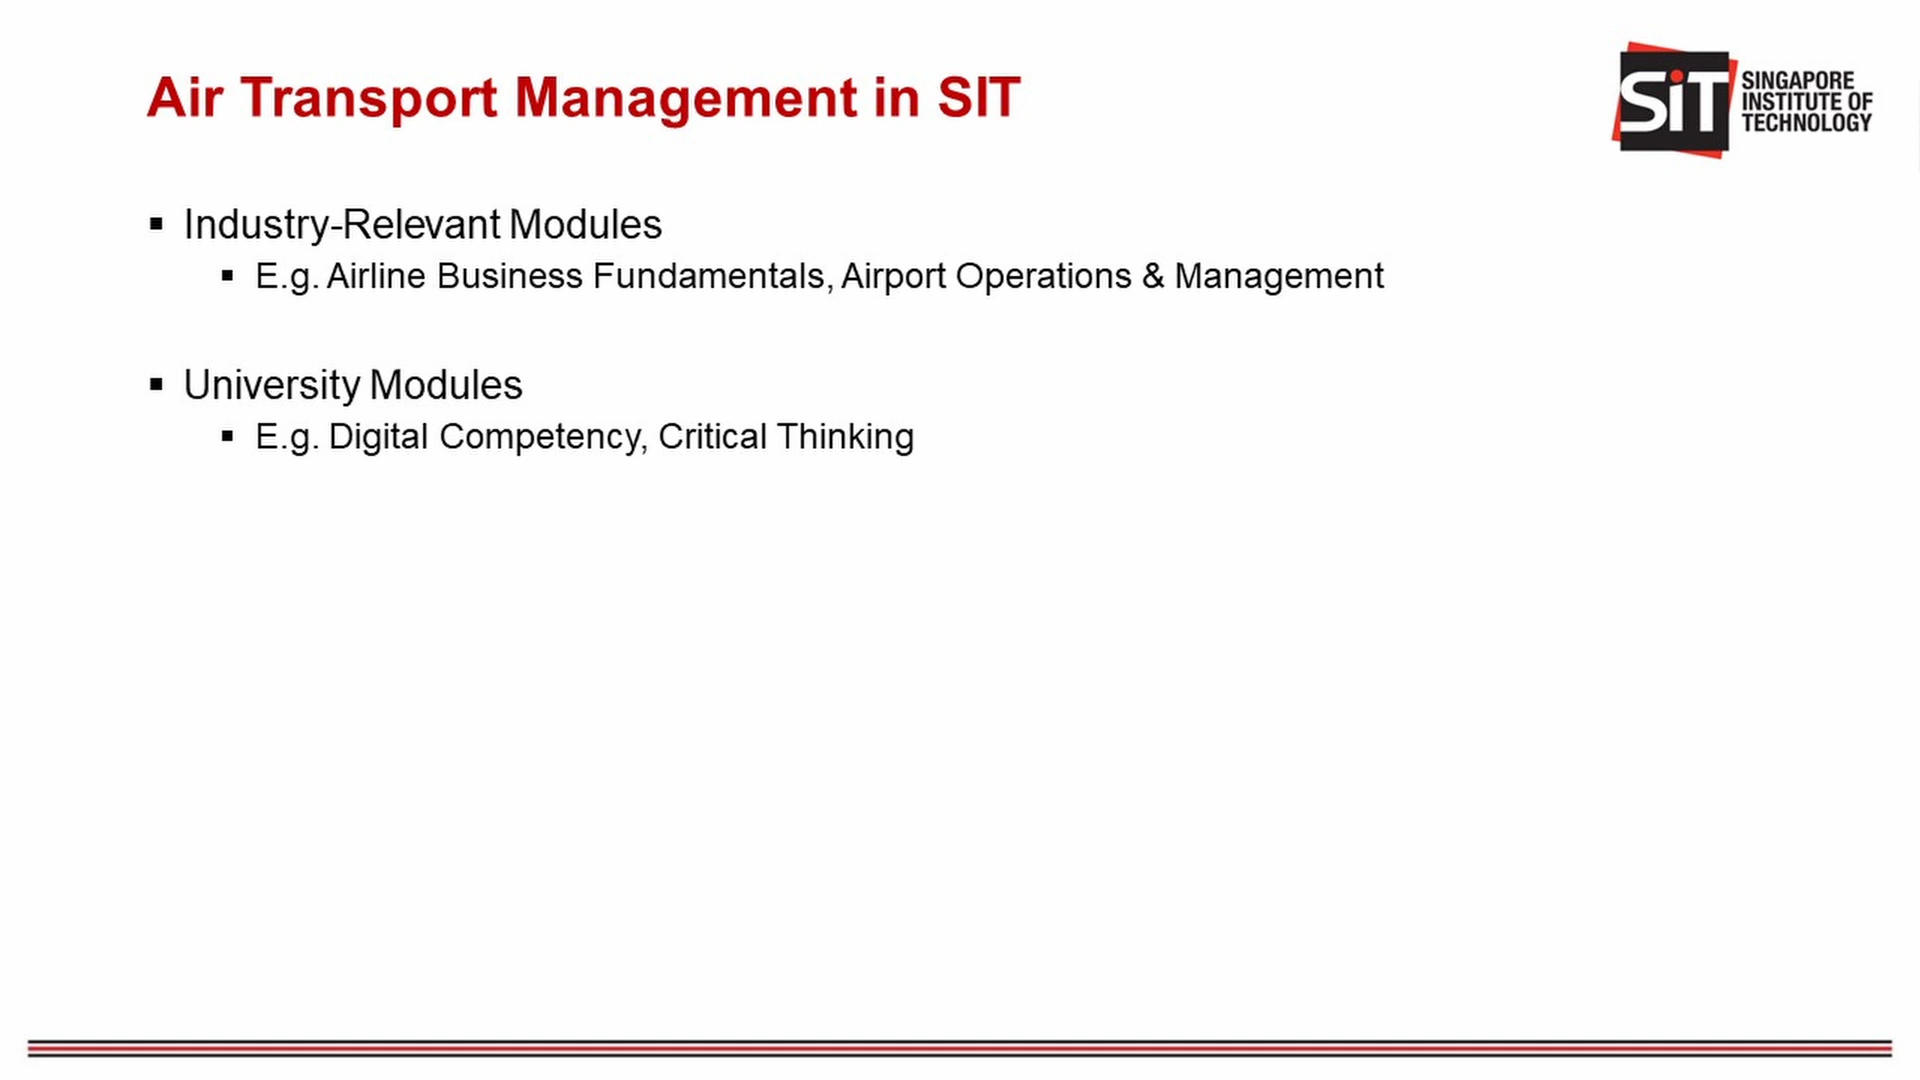 Air Transport Management in SIT
SiT
SINGAPORE
INSTITUTE OF
TECHNOLOGY
▪ Industry-Relevant Modules
▪ E.g. Airline Business Fundamentals, Airport Operations & Management
▪ University Modules
▪ E.g. Digital Competency, Critical Thinking